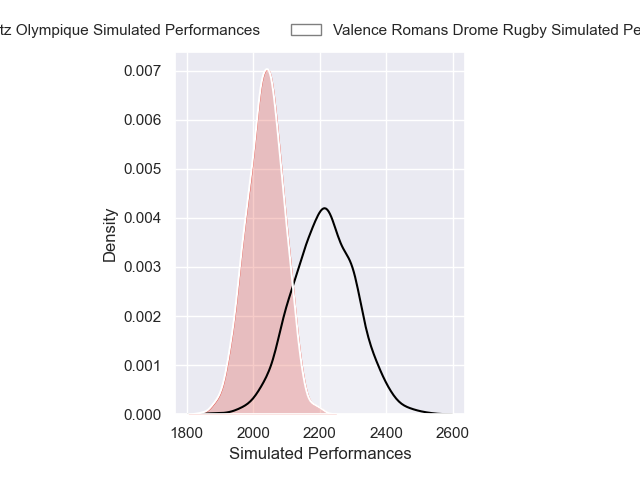 tz Olympique Simulated Performances Valence Romans Drome Rugby Simulated Pe
0.007
0.006
0.005
0.004
0.003
0.002
0.001
0.000
Density
1800 2000 2200 2400 2600
Simulated Performances